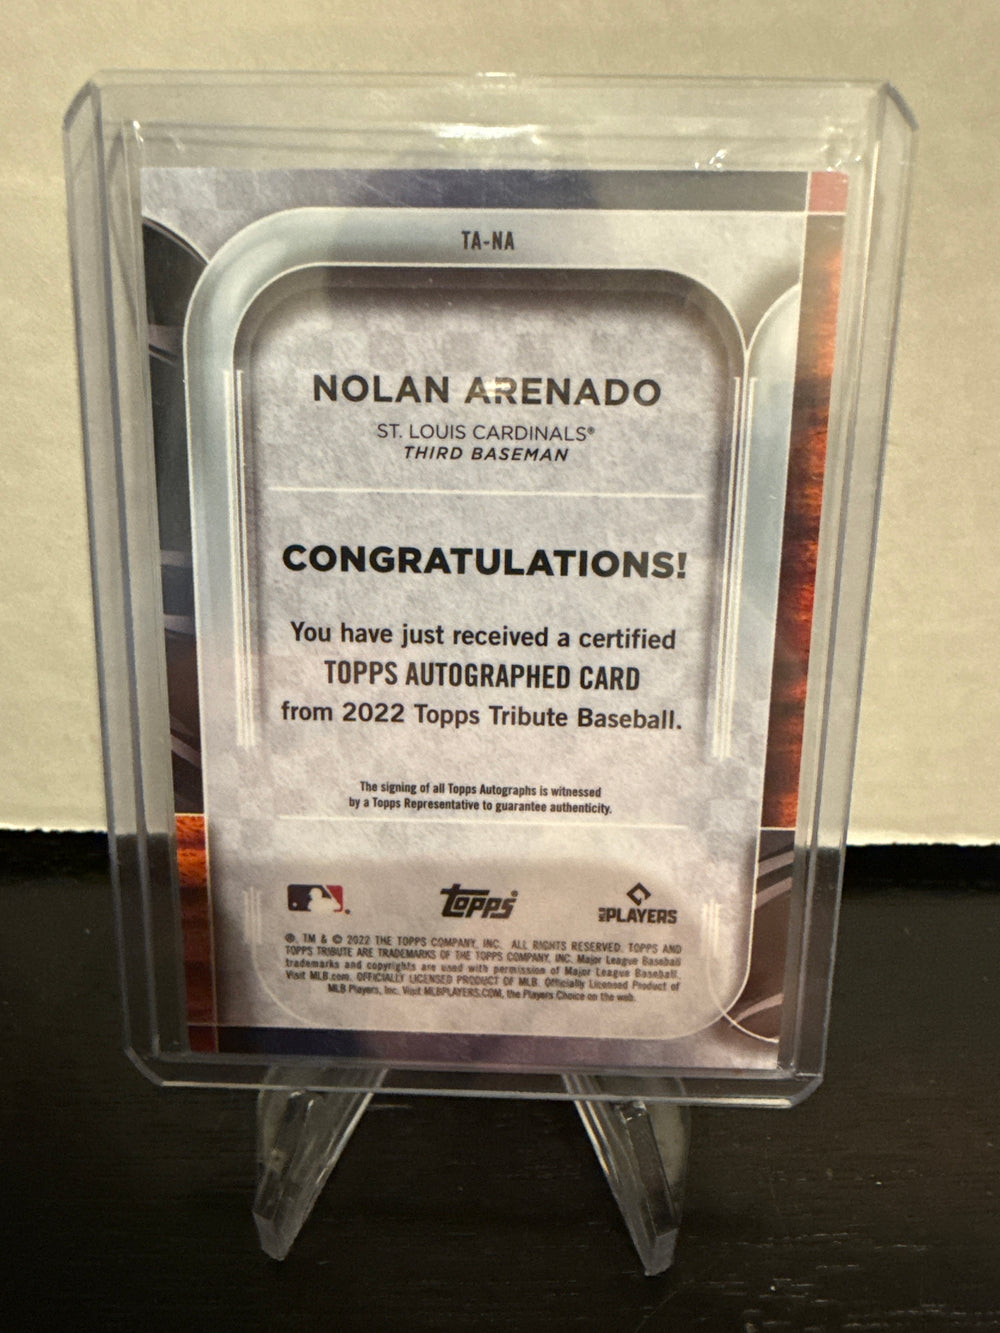 TA-NA
NOLAN ARENADO
ST. LOUIS CARDINALS®
THIRD BASEMAN
CONGRATULATIONS!
You have just received a certified
TOPPS AUTOGRAPHED CARD
from 2022 Topps Tribute Baseball.
The signing of all Topps Autographs is witnessed
by a Topps Representative to guarantee authenticity.
Topps®
MLB PLAYERS
®, TM & © 2022 THE TOPPS COMPANY, INC. ALL RIGHTS RESERVED. TOPPS AND
TOPPS TRIBUTE ARE TRADEMARKS OF THE TOPPS COMPANY, INC. Major League Baseball
trademarks and copyrights are used with permission of Major League Baseball.
Visit MLB.com. OFFICIALLY LICENSED PRODUCT OF MLB Officially Licensed Product of
MLB Players, Inc. Visit MLBPLAYERS.COM, the Players Choice on the web.